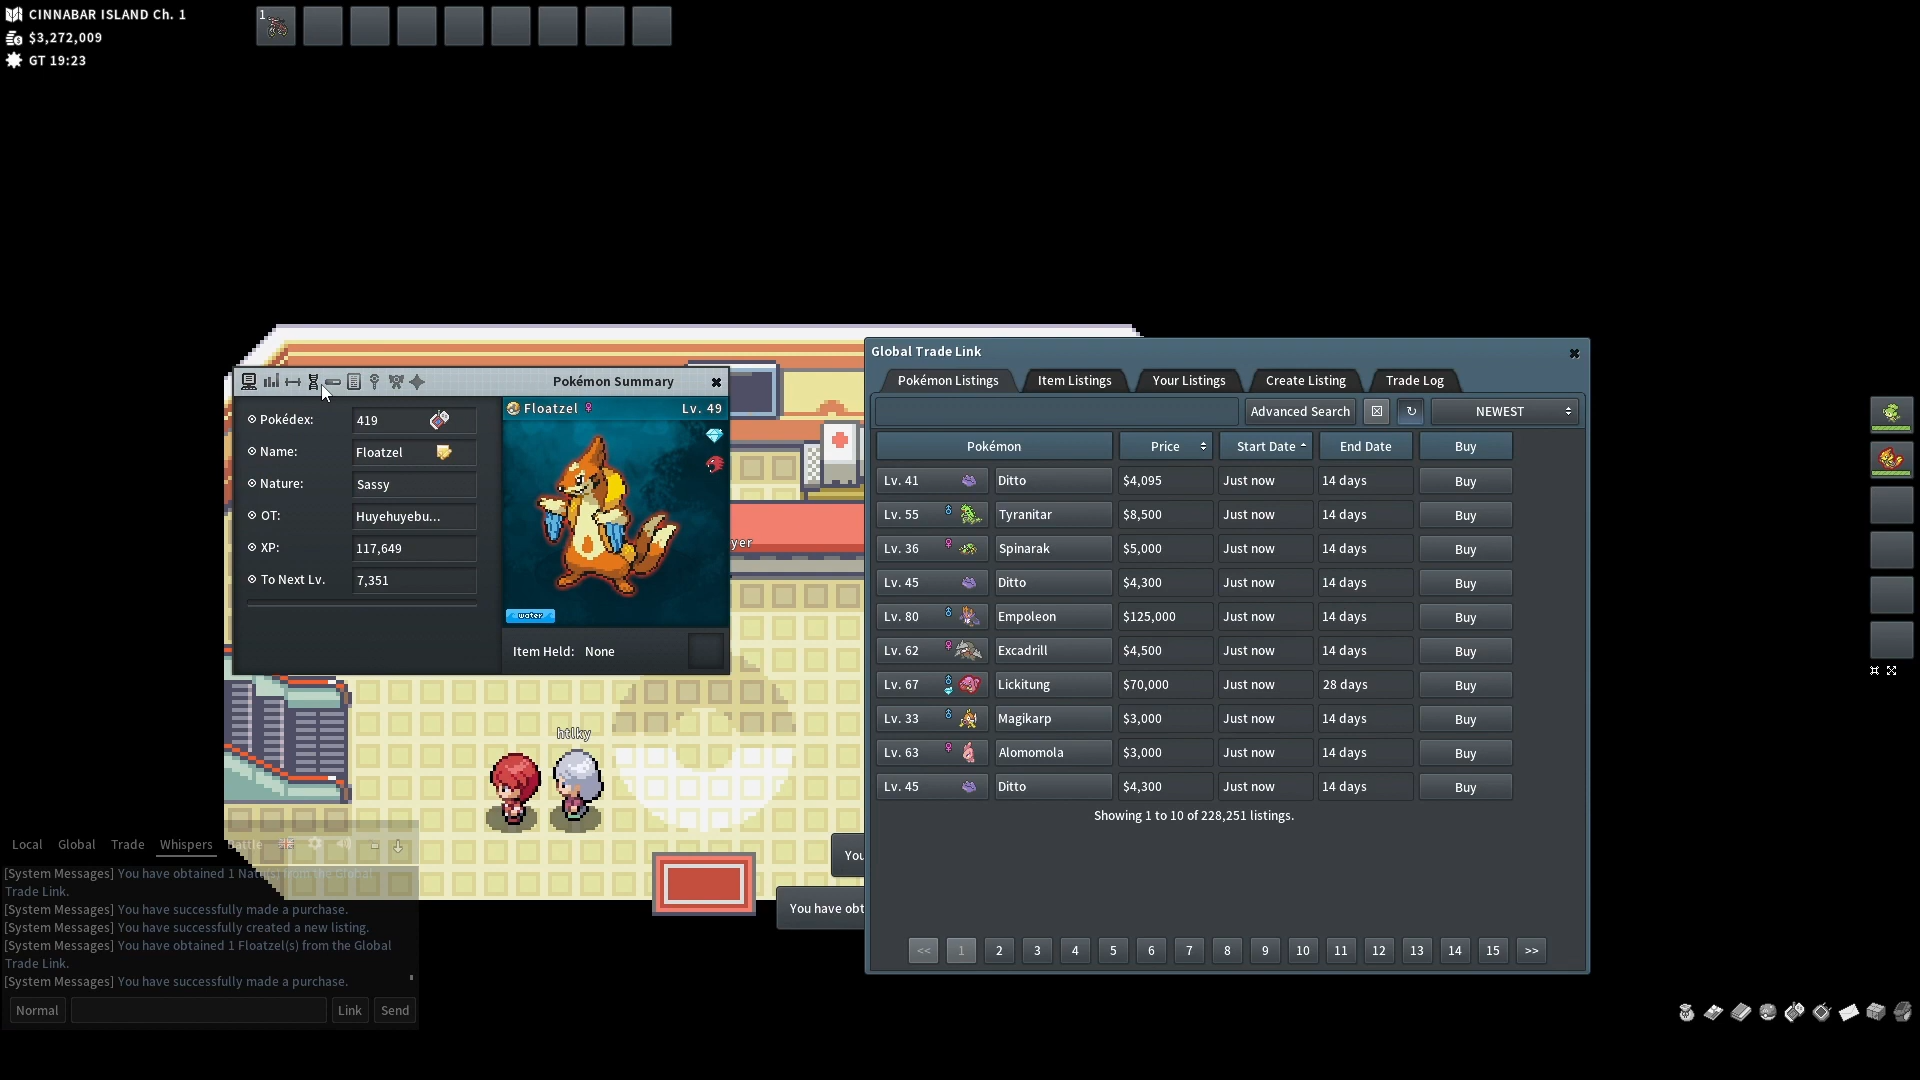 CINNABAR ISLAND Ch. 1
$3,272,009
GT 19:23
1
Pokémon Summary
Pokédex: 419
Name: Floatzel
Nature: Sassy
OT: Huyehuyebu...
XP: 117,649
To Next Lv. 7,351
Floatzel Lv. 49
water
Item Held: None
yer
htlky
Global Trade Link
Pokémon Listings Item Listings Your Listings Create Listing Trade Log
Advanced Search NEWEST
Pokémon Price Start Date End Date Buy
Lv. 41 Ditto $4,095 Just now 14 days Buy
Lv. 55 Tyranitar $8,500 Just now 14 days Buy
Lv. 36 Spinarak $5,000 Just now 14 days Buy
Lv. 45 Ditto $4,300 Just now 14 days Buy
Lv. 80 Empoleon $125,000 Just now 14 days Buy
Lv. 62 Excadrill $4,500 Just now 14 days Buy
Lv. 67 Lickitung $70,000 Just now 28 days Buy
Lv. 33 Magikarp $3,000 Just now 14 days Buy
Lv. 63 Alomomola $3,000 Just now 14 days Buy
Lv. 45 Ditto $4,300 Just now 14 days Buy
Showing 1 to 10 of 228,251 listings.
<< 1 2 3 4 5 6 7 8 9 10 11 12 13 14 15 >>
You
You have obt
Local Global Trade Whispers Battle
[System Messages] You have obtained 1 Natu(s) from the Global
Trade Link.
[System Messages] You have successfully made a purchase.
[System Messages] You have successfully created a new listing.
[System Messages] You have obtained 1 Floatzel(s) from the Global
Trade Link.
[System Messages] You have successfully made a purchase.
Normal Link Send